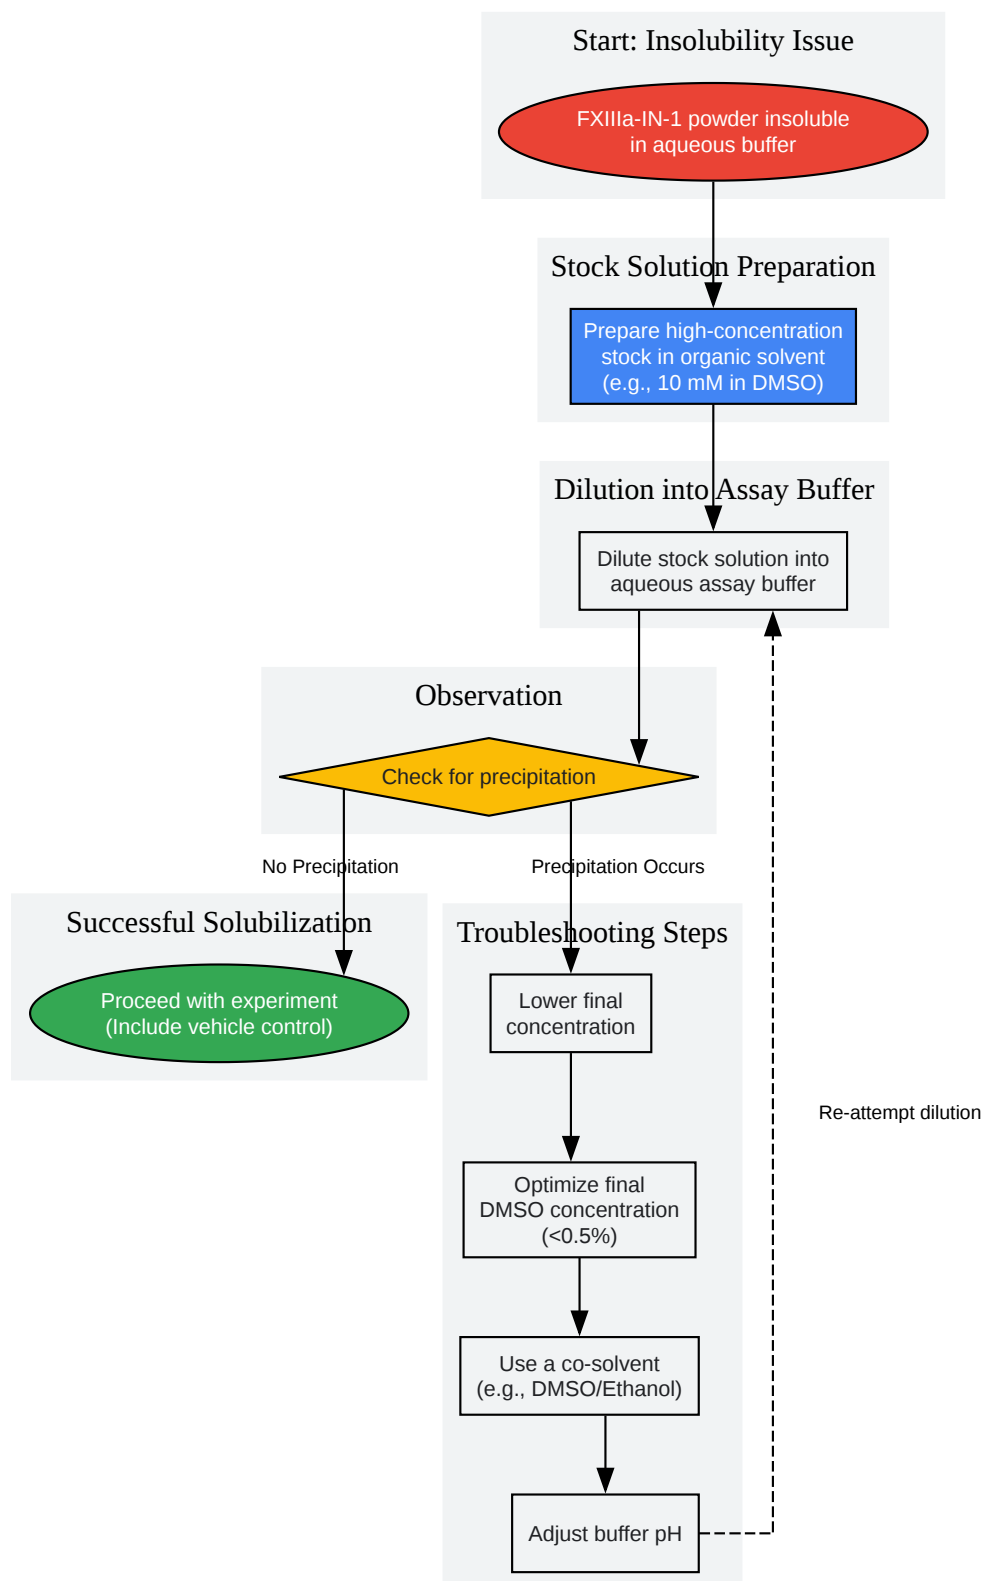 Start: Insolubility Issue
FXIIIa-IN-1 powder insoluble
in aqueous buffer
Stock Solution Preparation
Prepare high-concentration
stock in organic solvent
(e.g., 10 mM in DMSO)
Dilution into Assay Buffer
Dilute stock solution into
aqueous assay buffer
Observation
Check for precipitation
No Precipitation
Precipitation Occurs
Successful Solubilization
Proceed with experiment
(Include vehicle control)
Troubleshooting Steps
Lower final
concentration
Re-attempt dilution
Optimize final
DMSO concentration
(<0.5%)
Use a co-solvent
(e.g., DMSO/Ethanol)
Adjust buffer pH